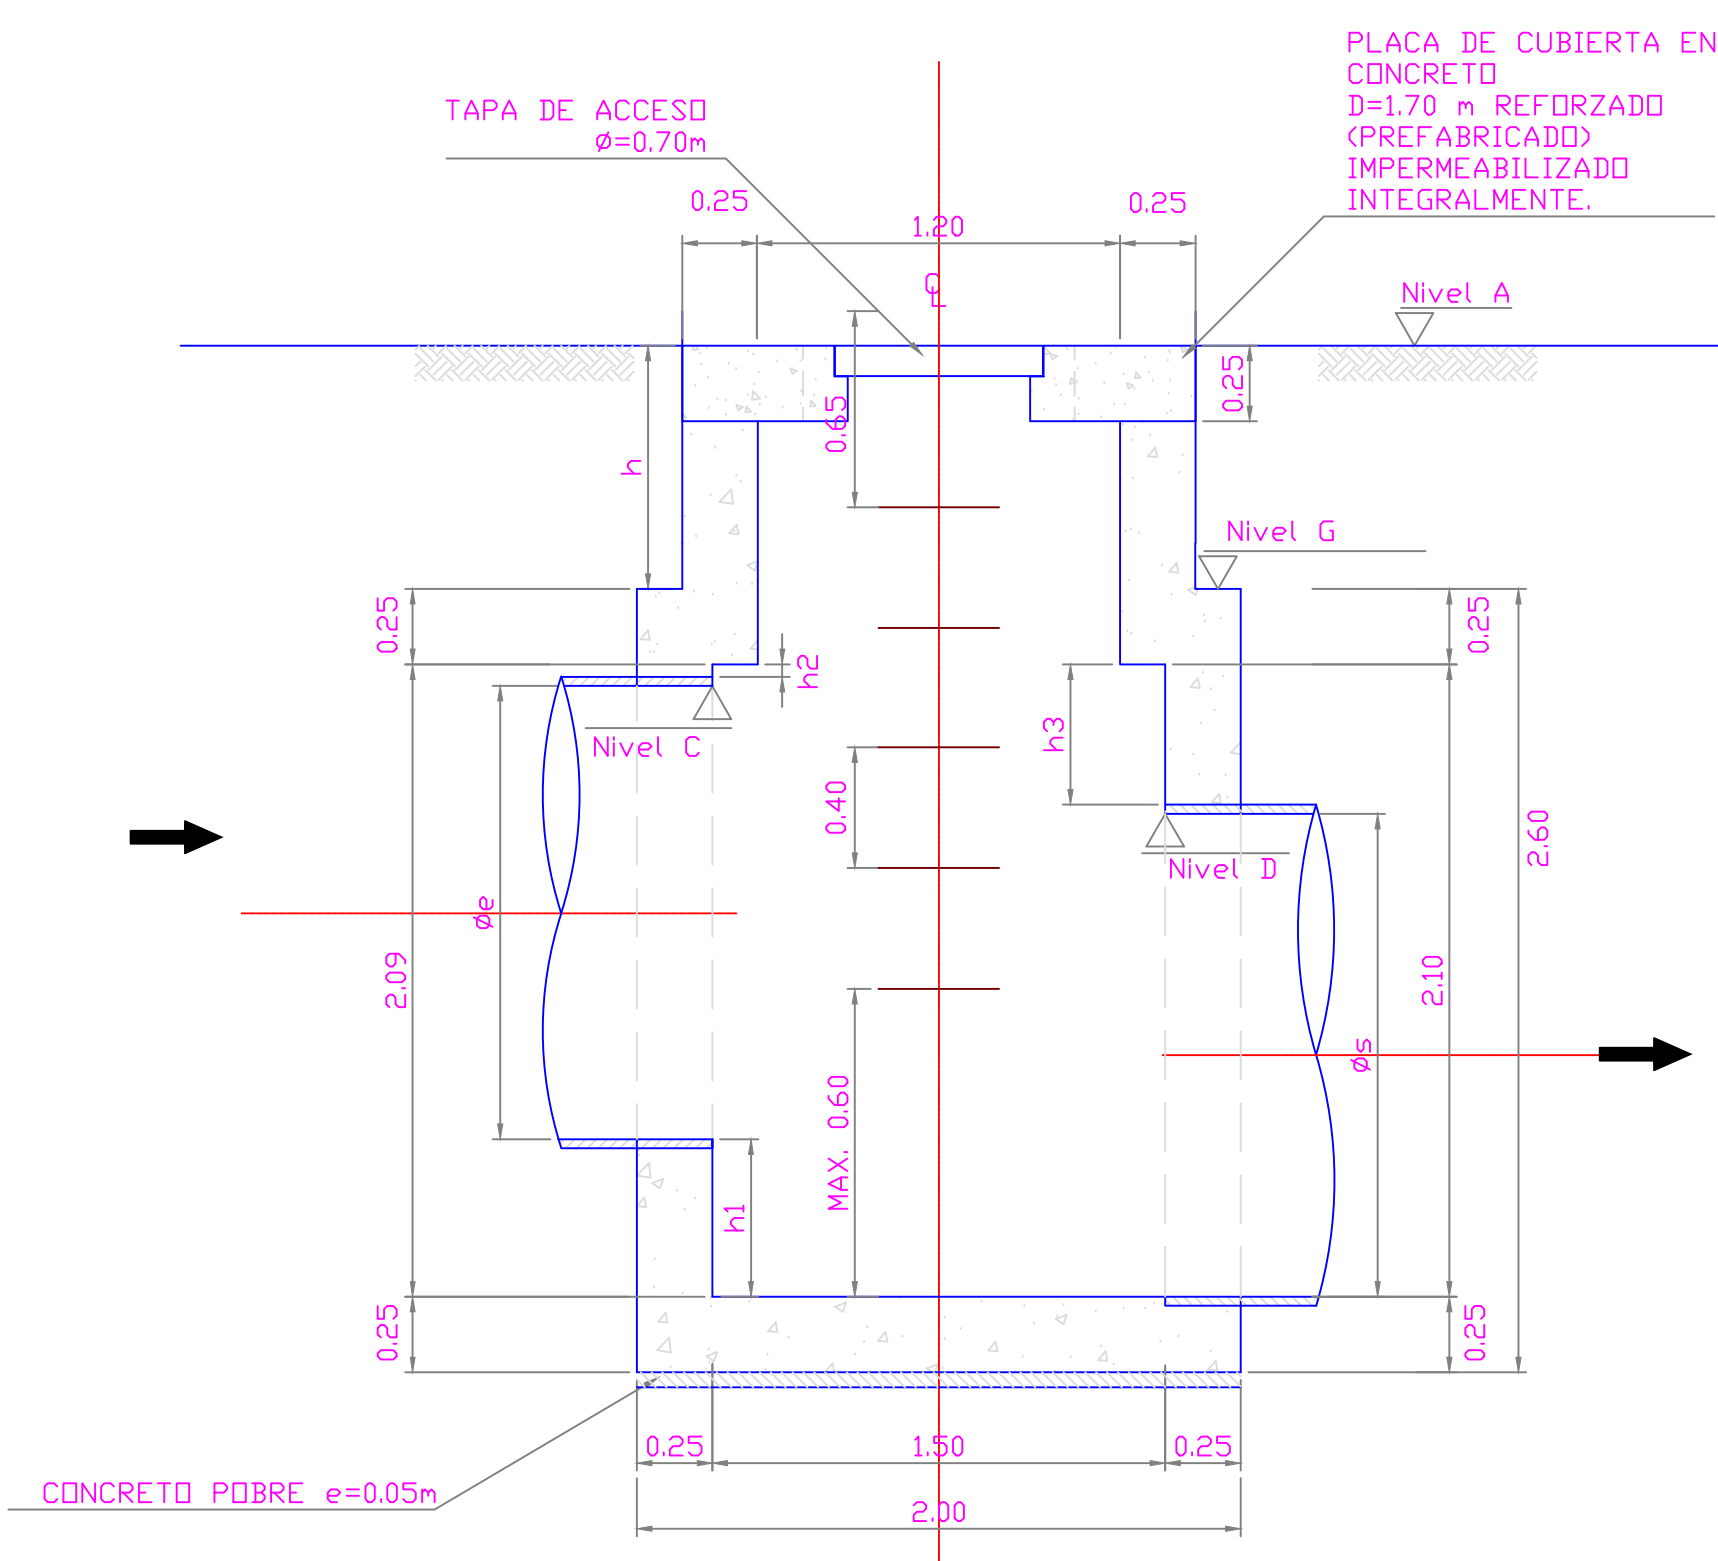 PLACA DE CUBIERTA EN
CONCRETO
D=1.70 m REFORZADO
(PREFABRICADO)
IMPERMEABILIZADO
INTEGRALMENTE.
TAPA DE ACCESO
Ø=0.70m
0.25
1.20
0.25
℄
Nivel A
0.25
0.65
h
Nivel G
0.25
0.25
h2
Nivel C
h3
0.40
Nivel D
2.60
øe
2.09
2.10
øs
MAX. 0.60
h1
0.25
0.25
0.25
1.50
0.25
CONCRETO POBRE e=0.05m
2.00